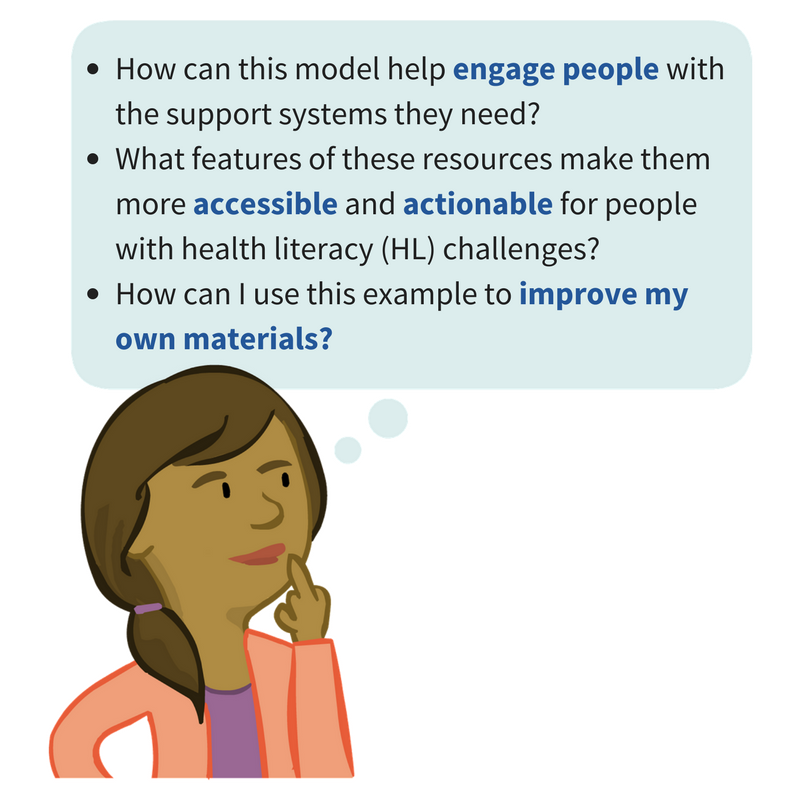 • How can this model help engage people with
the support systems they need?
• What features of these resources make them
more accessible and actionable for people
with health literacy (HL) challenges?
• How can I use this example to improve my
own materials?